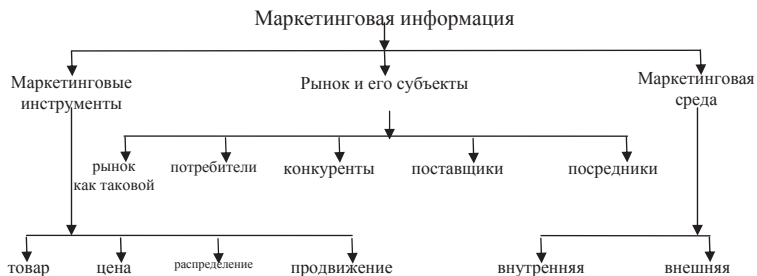 Маркетинговая информация
Маркетинговые
инструменты
Рынок и его субъекты
Маркетинговая
среда
рынок
как таковой
потребители
конкуренты
поставщики
посредники
товар
цена
распределение
продвижение
внутренняя
внешняя